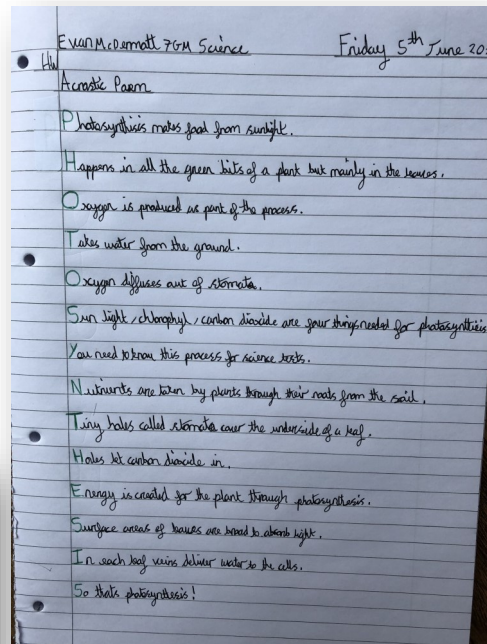 Evan McDermatt 7GM Science Friday 5th June 20
HW
Acrostic Paem
Photosynthisis makes food from sunlight.
Happens in all the green bits of a plant but mainly in the leaves.
Oxygen is produced as part of the process.
Takes water from the ground.
Oxygen diffuses out of stomata.
Sun light, chlorophyl, carbon dioxide are four things needed for photosynthisis
You need to know this process for science tests.
Nutrients are taken by plants through their roots from the soil.
Tiny holes called stomata cover the underside of a leaf.
Holes let carbon dioxide in.
Energy is created for the plant through photosynthesis.
Surface areas of leaves are broad to absorb light.
In each leaf veins deliver water to the cells.
So thats photosynthesis!